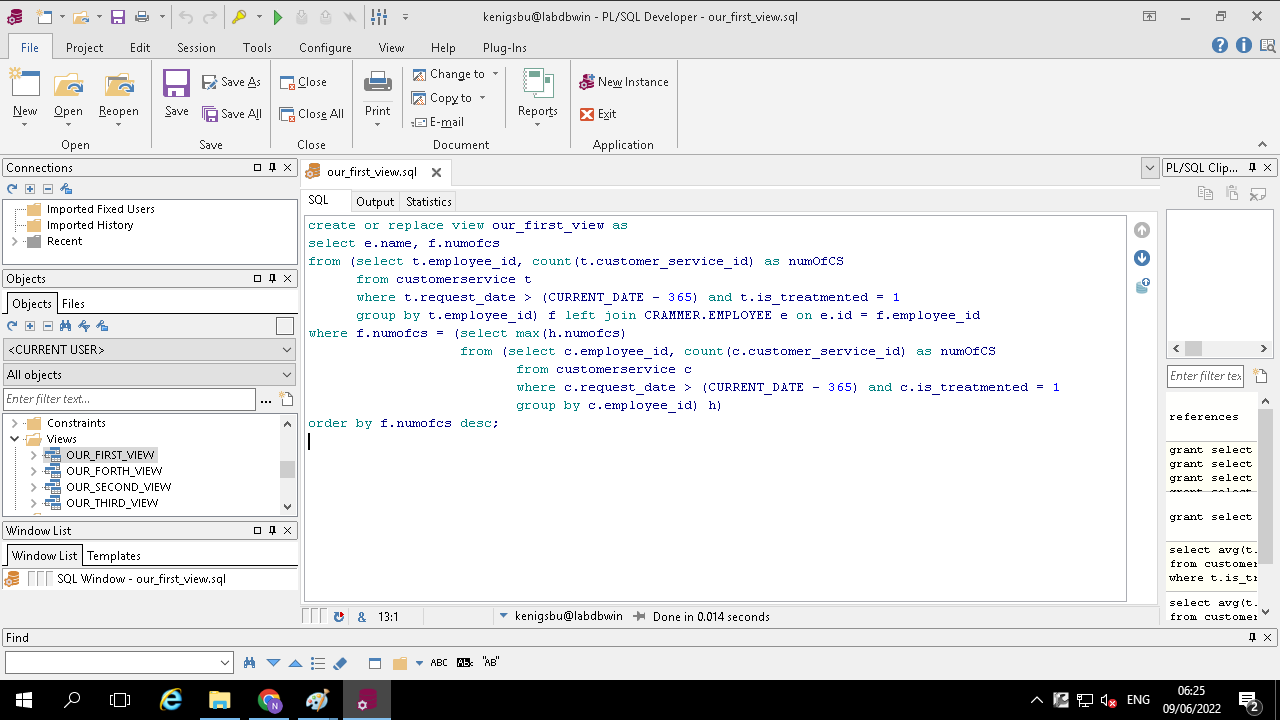 kenigsbu@labdbwin - PL/SQL Developer - our_first_view.sql
File Project Edit Session Tools Configure View Help Plug-Ins
New Open Reopen
Open
Save Save As Save All
Save
Close Close All
Close
Print Change to Copy to E-mail Reports
Document
New Instance Exit
Application
Connections
Imported Fixed Users
Imported History
Recent
Objects
Objects Files
<CURRENT USER>
All objects
Enter filter text...
Constraints
Views
OUR_FIRST_VIEW
OUR_FORTH_VIEW
OUR_SECOND_VIEW
OUR_THIRD_VIEW
Window List
Window List Templates
SQL Window - our_first_view.sql
our_first_view.sql
SQL Output Statistics
create or replace view our_first_view as
select e.name, f.numofcs
from (select t.employee_id, count(t.customer_service_id) as numOfCS
from customerservice t
where t.request_date > (CURRENT_DATE - 365) and t.is_treatmented = 1
group by t.employee_id) f left join CRAMMER.EMPLOYEE e on e.id = f.employee_id
where f.numofcs = (select max(h.numofcs)
from (select c.employee_id, count(c.customer_service_id) as numOfCS
from customerservice c
where c.request_date > (CURRENT_DATE - 365) and c.is_treatmented = 1
group by c.employee_id) h)
order by f.numofcs desc;
& 13:1 kenigsbu@labdbwin Done in 0.014 seconds
PL/SQL Clip...
Enter filter tex
references
grant select
grant select
grant select
grant select
grant select
select avg(t.
from customer
where t.is_tr
select avg(t.
from customer
Find
ABC AB "AB"
ENG
06:25
09/06/2022
2